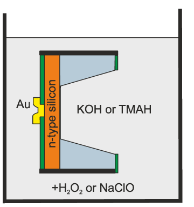 Au
n-type silicon
KOH or TMAH
+H₂O₂ or NaClO